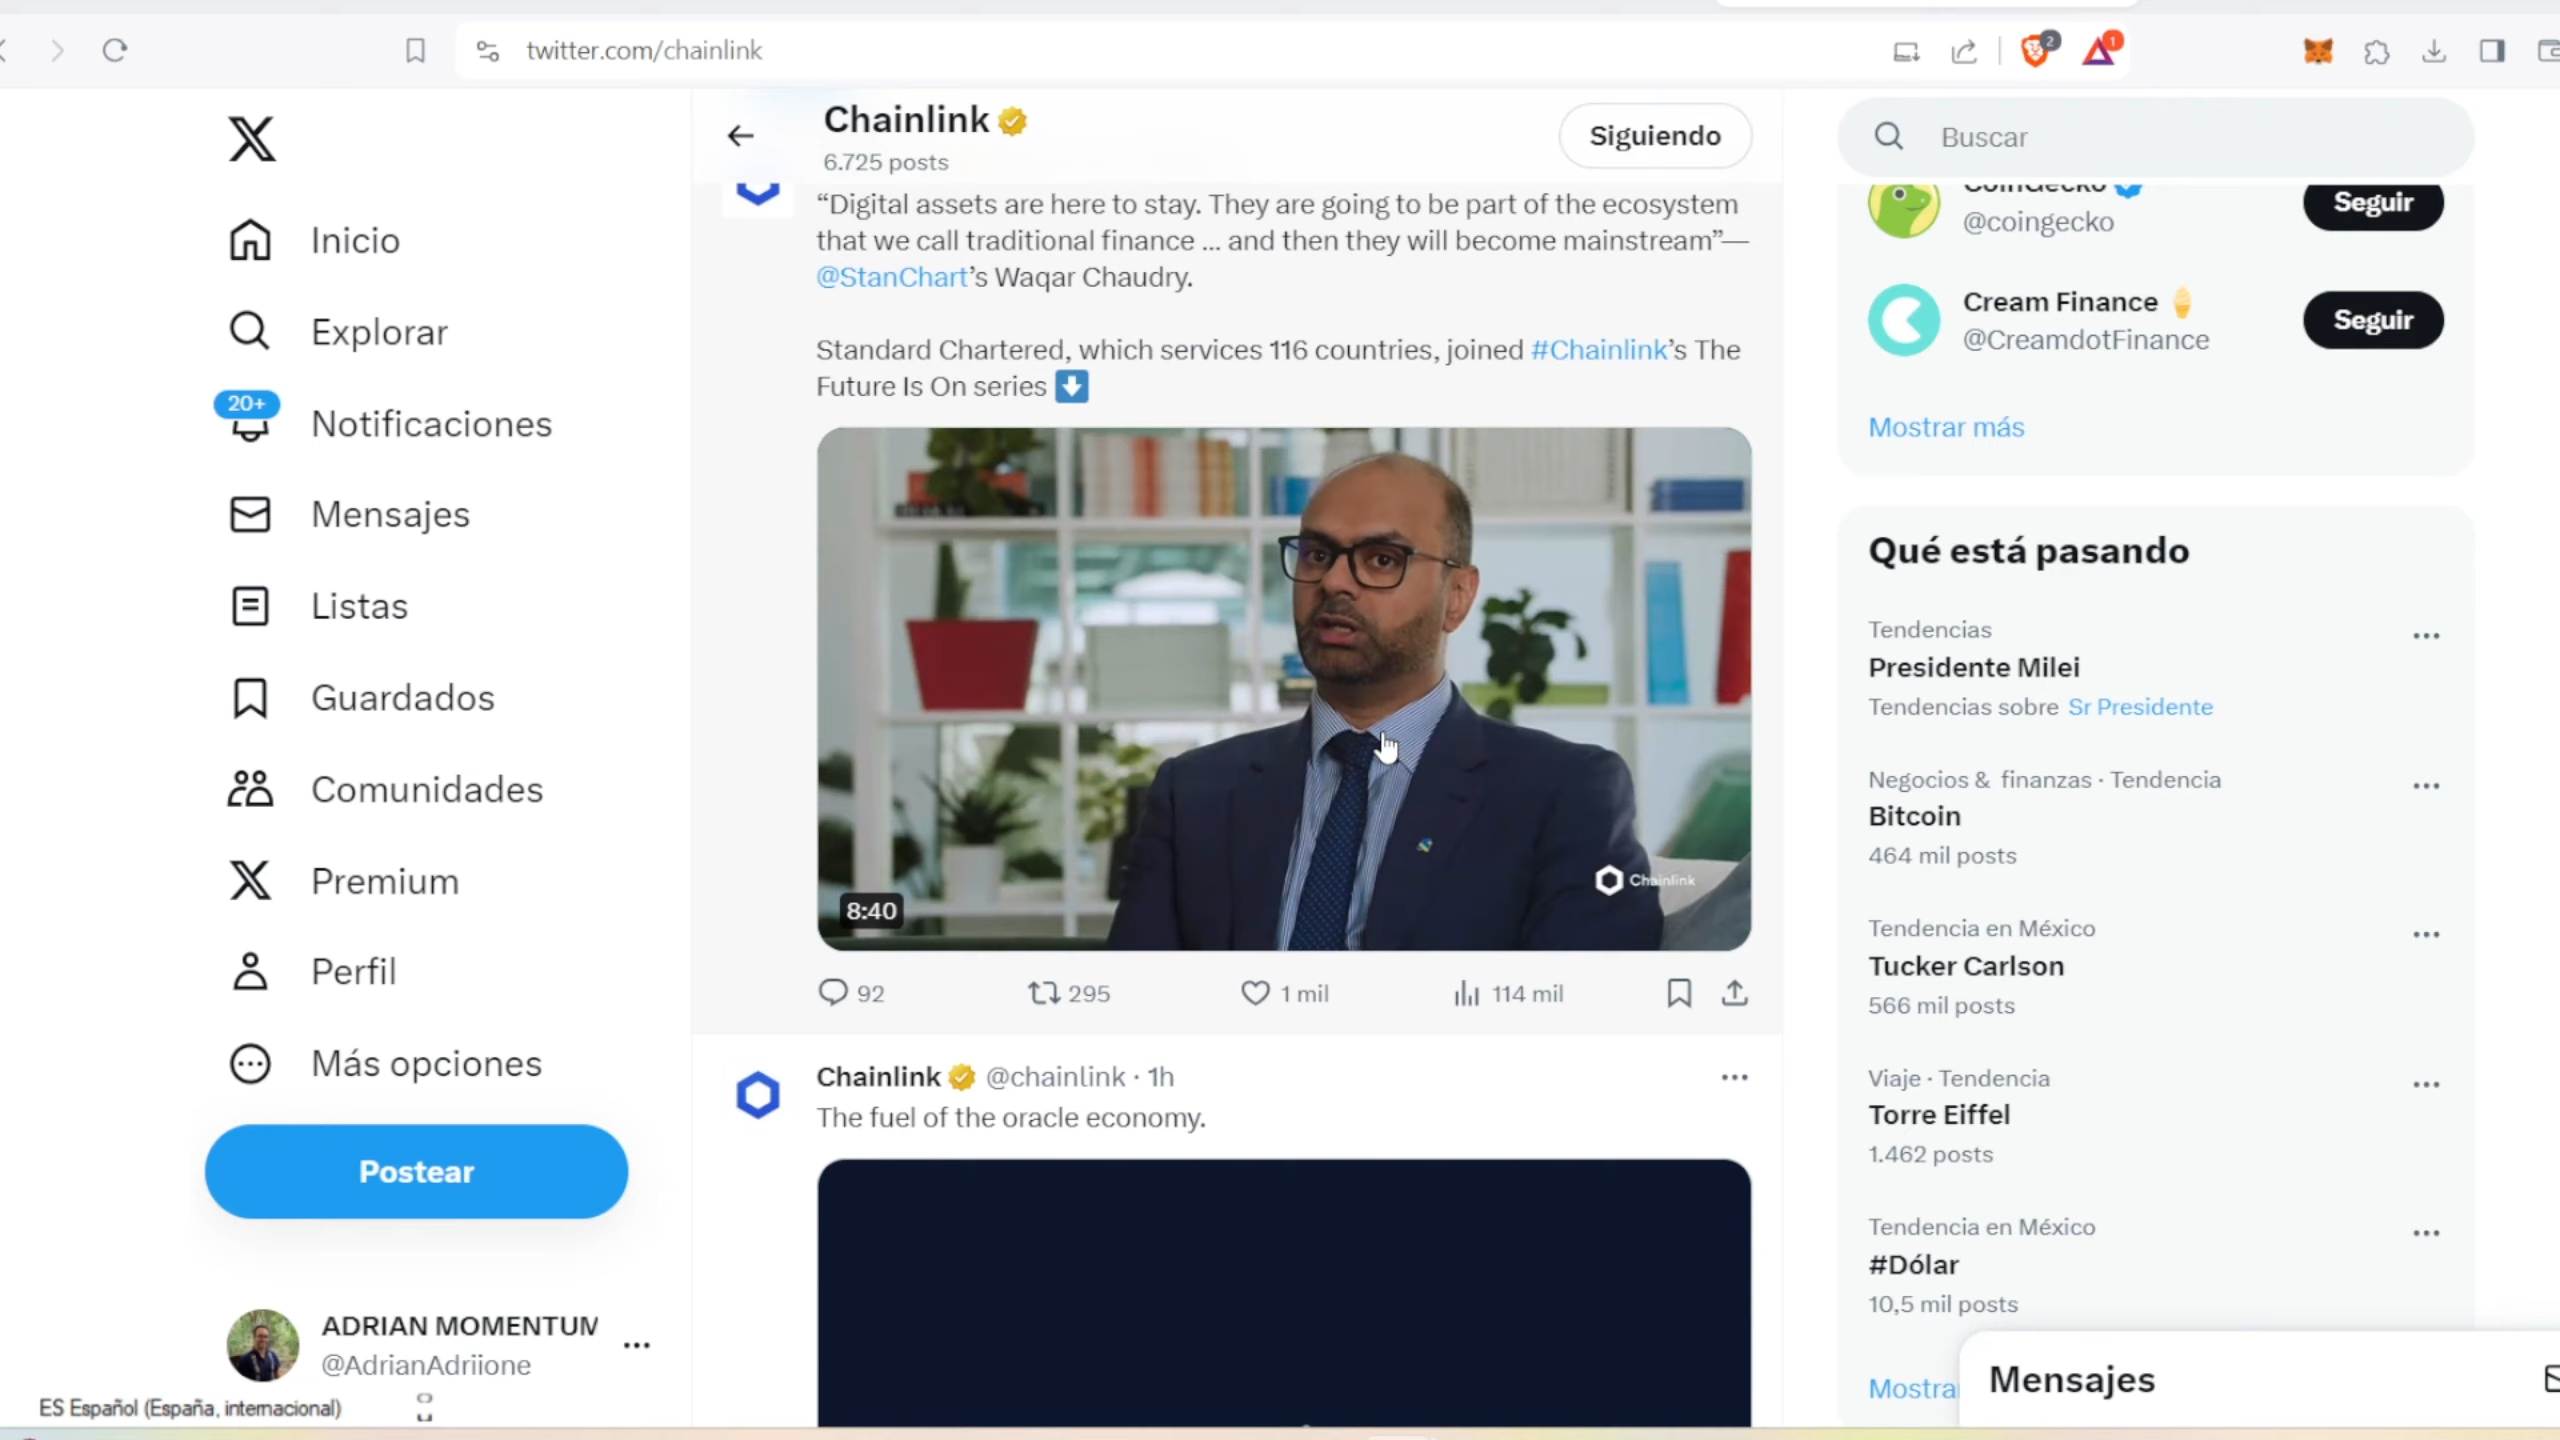 twitter.com/chainlink
2
1
Inicio
Explorar
20+
Notificaciones
Mensajes
Listas
Guardados
Comunidades
Premium
Perfil
Más opciones
Postear
ADRIAN MOMENTUM
@AdrianAdriione
ES Español (España, internacional)
Chainlink
6.725 posts
Siguiendo
“Digital assets are here to stay. They are going to be part of the ecosystem
that we call traditional finance ... and then they will become mainstream”—
@StanChart’s Waqar Chaudry.
Standard Chartered, which services 116 countries, joined #Chainlink’s The
Future Is On series
Chainlink
8:40
92
295
1 mil
114 mil
Chainlink @chainlink · 1h
The fuel of the oracle economy.
Buscar
CoinGecko
@coingecko
Seguir
Cream Finance
@CreamdotFinance
Seguir
Mostrar más
Qué está pasando
Tendencias
Presidente Milei
Tendencias sobre Sr Presidente
Negocios & finanzas · Tendencia
Bitcoin
464 mil posts
Tendencia en México
Tucker Carlson
566 mil posts
Viaje · Tendencia
Torre Eiffel
1.462 posts
Tendencia en México
#Dólar
10,5 mil posts
Mostra
Mensajes